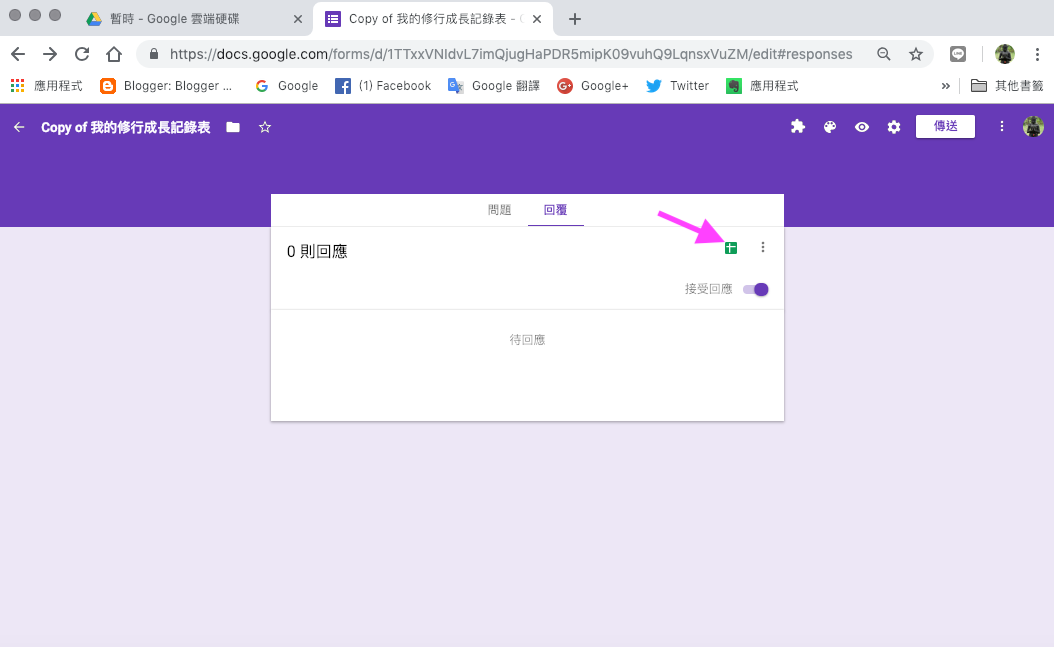 暫時 - Google 雲端硬碟
Copy of 我的修行成長記錄表 -
https://docs.google.com/forms/d/1TTxxVNIdvL7imQjugHaPDR5mipK09vuhQ9LqnsxVuZM/edit#responses
應用程式 Blogger: Blogger ... Google (1) Facebook Google 翻譯 Google+ Twitter 應用程式 » 其他書籤
Copy of 我的修行成長記錄表 傳送
問題 回覆
0 則回應
接受回應
待回應